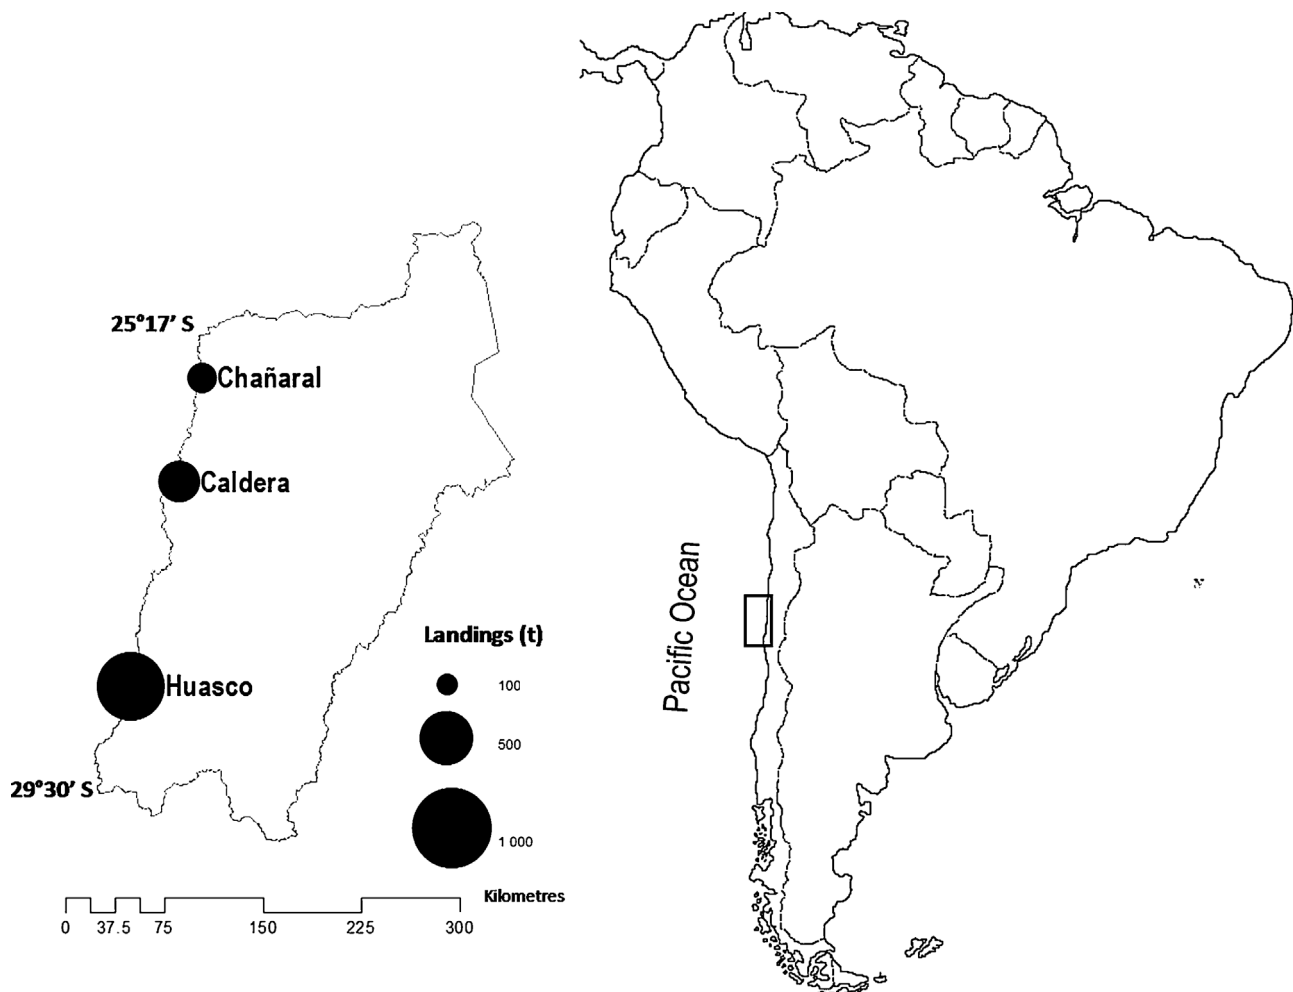 25°17' S
Chañaral
Caldera
Huasco
29°30' S
Landings (t)
100
500
1 000
Kilometres
0 37.5 75 150 225 300
Pacific Ocean
N